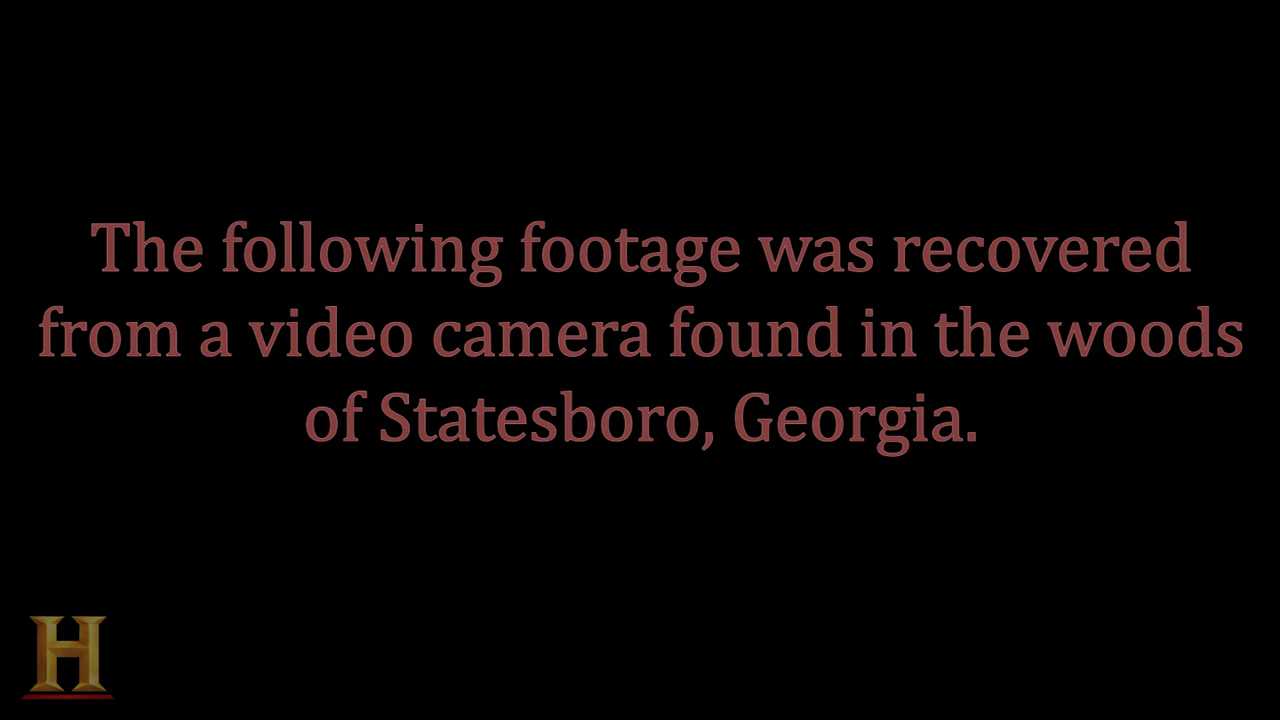 The following footage was recovered
from a video camera found in the woods
of Statesboro, Georgia.
H